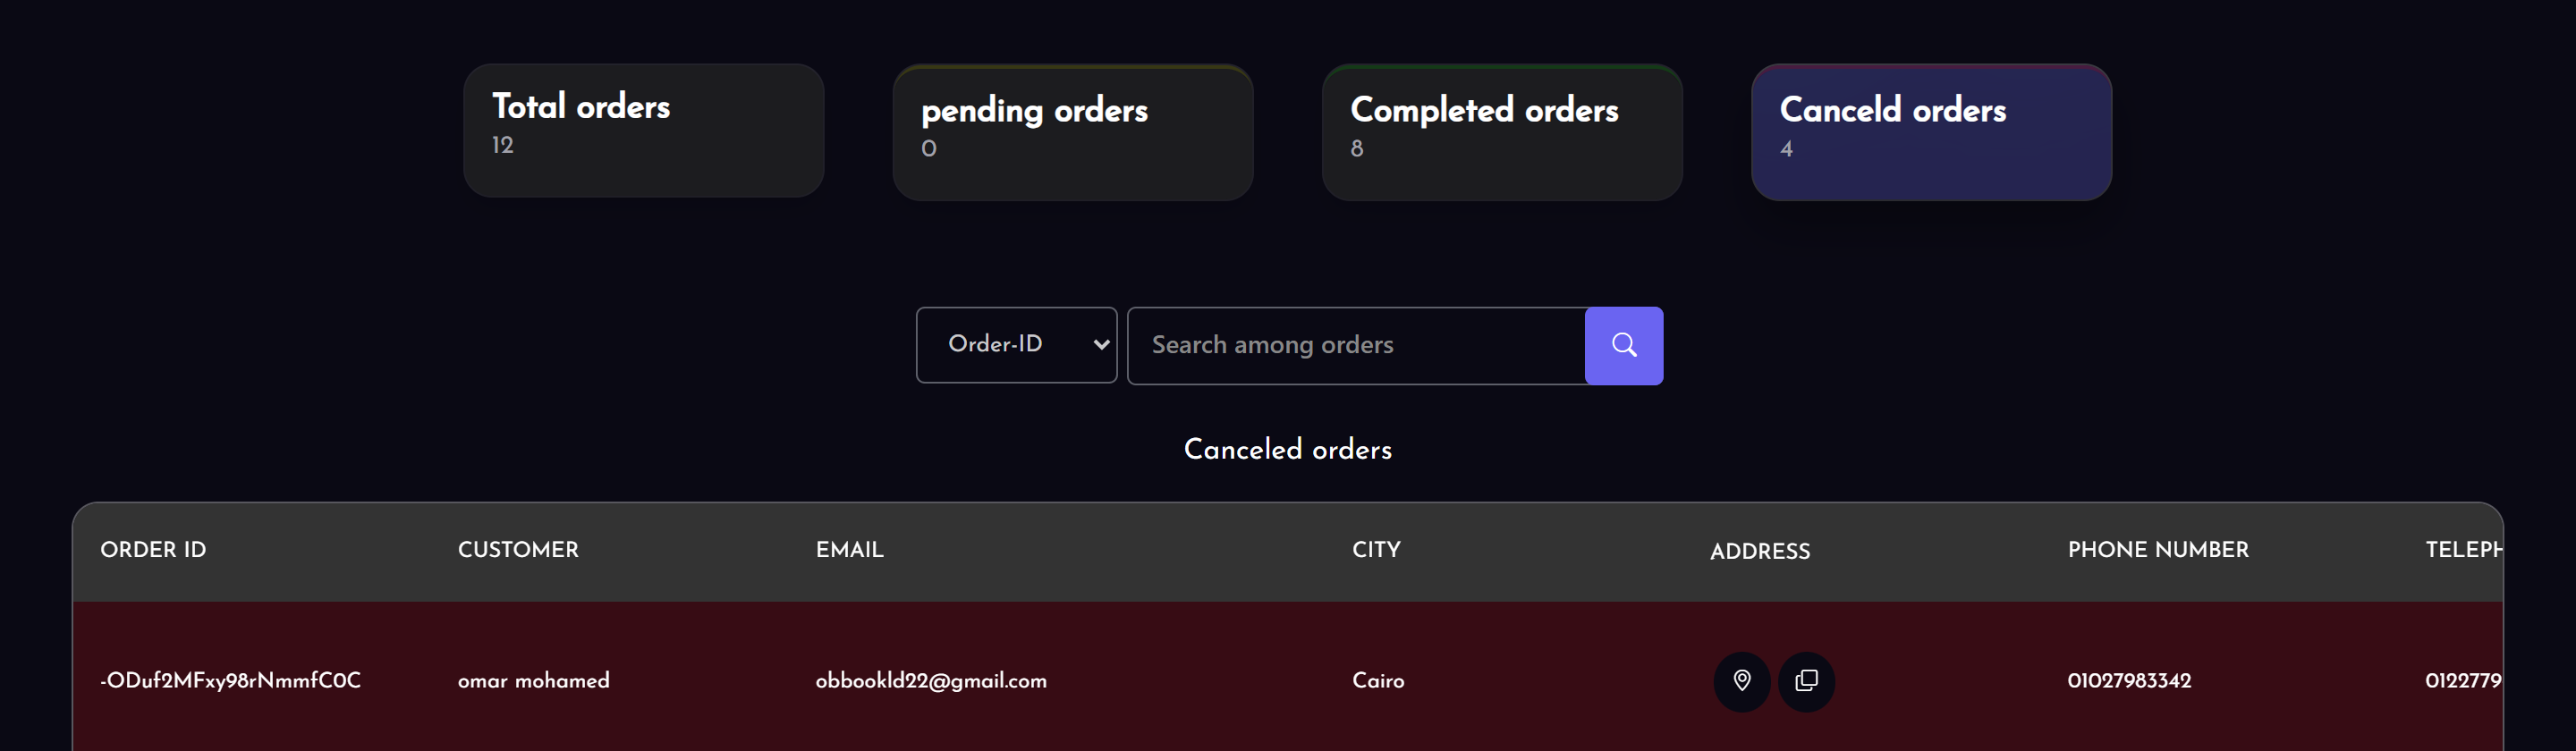 Total orders
12
pending orders
0
Completed orders
8
Canceld orders
4
Order-ID
Search among orders
Canceled orders
ORDER ID CUSTOMER EMAIL CITY ADDRESS PHONE NUMBER TELEPH
-ODuf2MFxy98rNmmfC0C omar mohamed obbookld22@gmail.com Cairo 01027983342 0122779